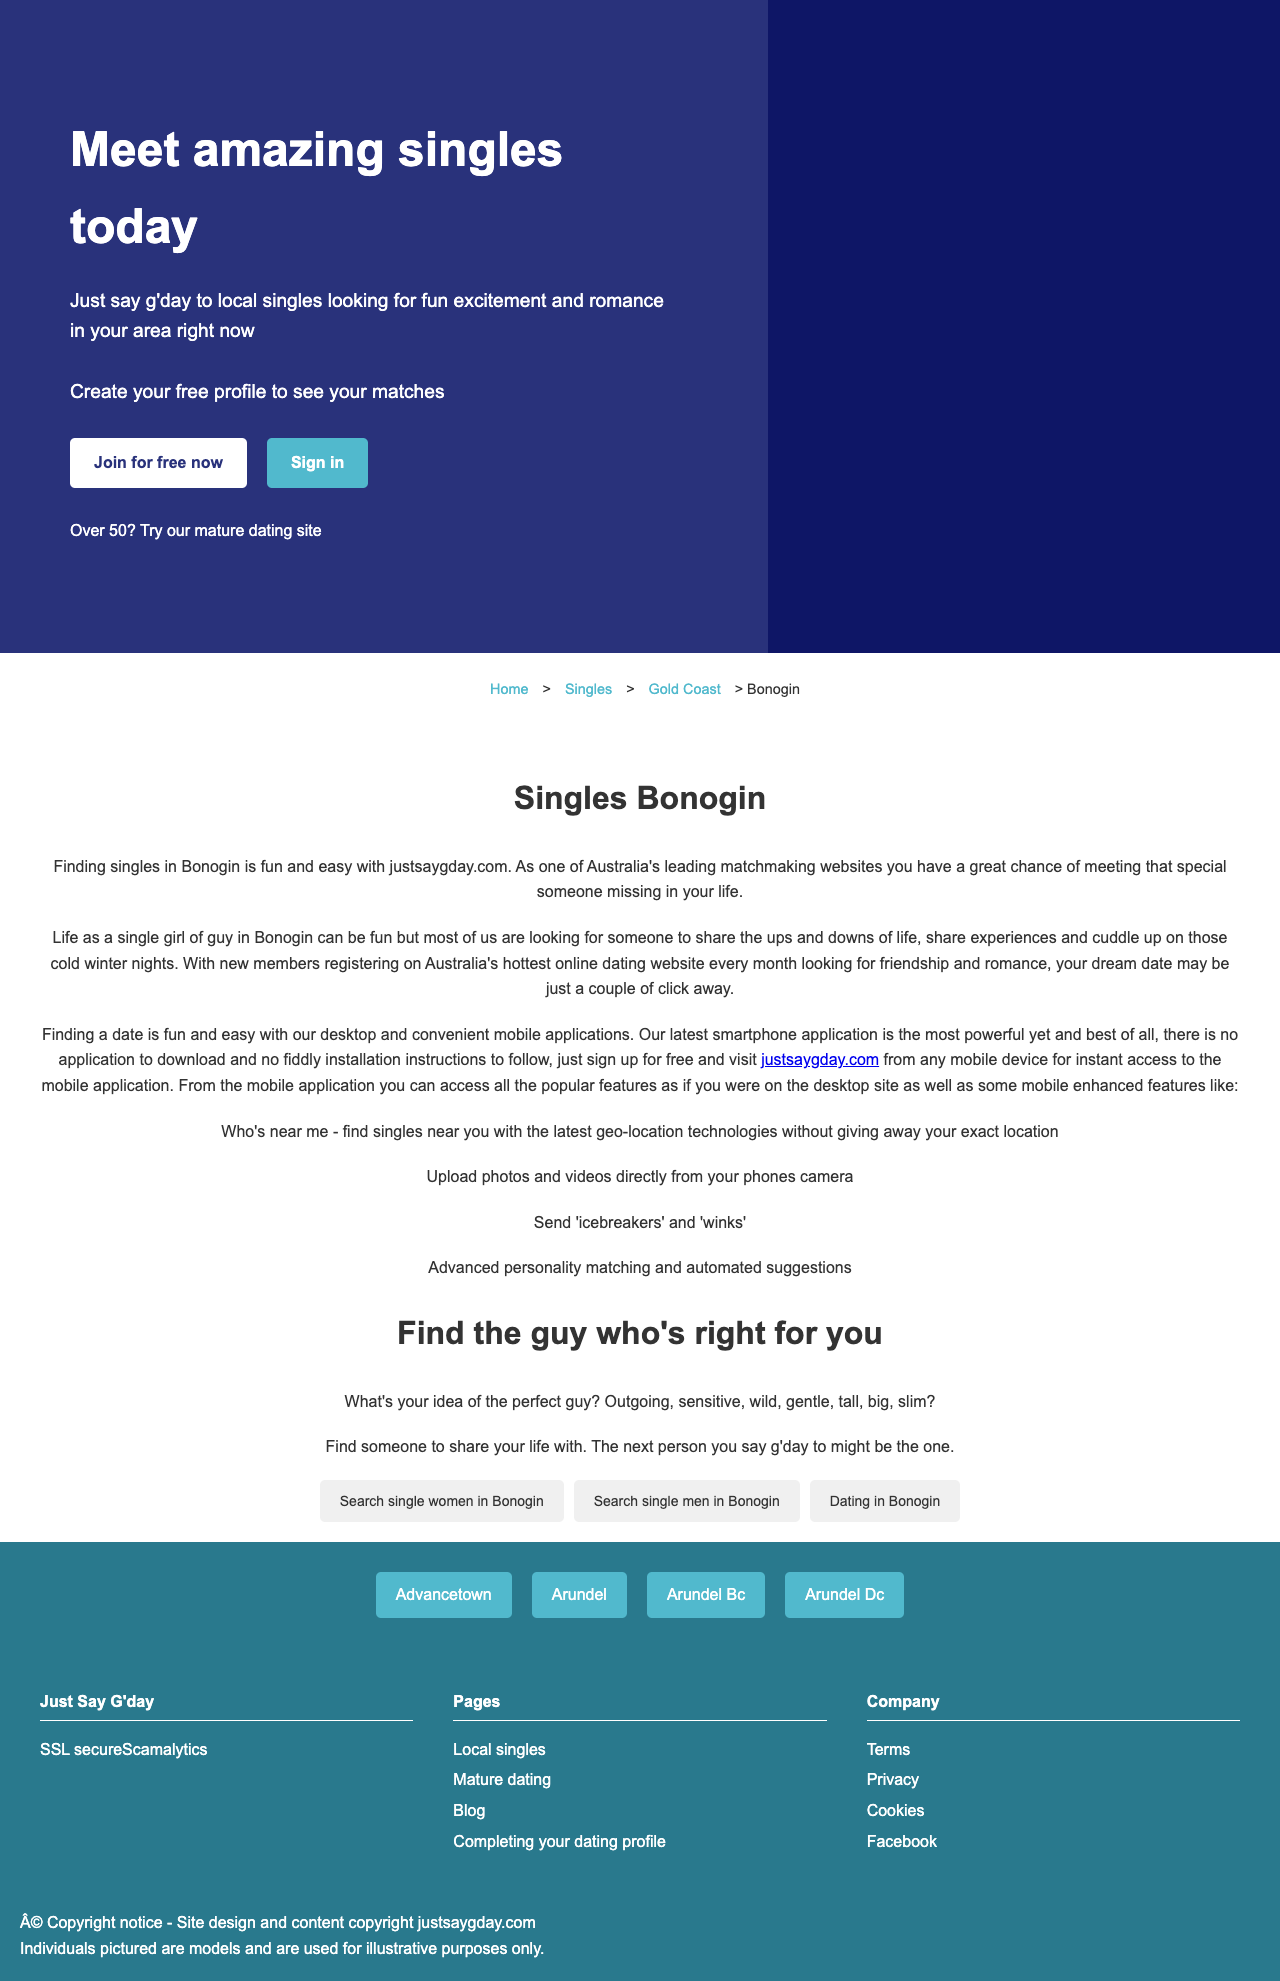 Meet amazing singles
today
Just say g'day to local singles looking for fun excitement and romance
in your area right now
Create your free profile to see your matches
Join for free now
Sign in
Over 50? Try our mature dating site
Home > Singles > Gold Coast > Bonogin
Singles Bonogin
Finding singles in Bonogin is fun and easy with justsaygday.com. As one of Australia's leading matchmaking websites you have a great chance of meeting that special
someone missing in your life.
Life as a single girl of guy in Bonogin can be fun but most of us are looking for someone to share the ups and downs of life, share experiences and cuddle up on those
cold winter nights. With new members registering on Australia's hottest online dating website every month looking for friendship and romance, your dream date may be
just a couple of click away.
Finding a date is fun and easy with our desktop and convenient mobile applications. Our latest smartphone application is the most powerful yet and best of all, there is no
application to download and no fiddly installation instructions to follow, just sign up for free and visit justsaygday.com from any mobile device for instant access to the
mobile application. From the mobile application you can access all the popular features as if you were on the desktop site as well as some mobile enhanced features like:
Who's near me - find singles near you with the latest geo-location technologies without giving away your exact location
Upload photos and videos directly from your phones camera
Send 'icebreakers' and 'winks'
Advanced personality matching and automated suggestions
Find the guy who's right for you
What's your idea of the perfect guy? Outgoing, sensitive, wild, gentle, tall, big, slim?
Find someone to share your life with. The next person you say g'day to might be the one.
Search single women in Bonogin
Search single men in Bonogin
Dating in Bonogin
Advancetown
Arundel
Arundel Bc
Arundel Dc
Just Say G'day
SSL secureScamalytics
Pages
Local singles
Mature dating
Blog
Completing your dating profile
Company
Terms
Privacy
Cookies
Facebook
Â© Copyright notice - Site design and content copyright justsaygday.com
Individuals pictured are models and are used for illustrative purposes only.